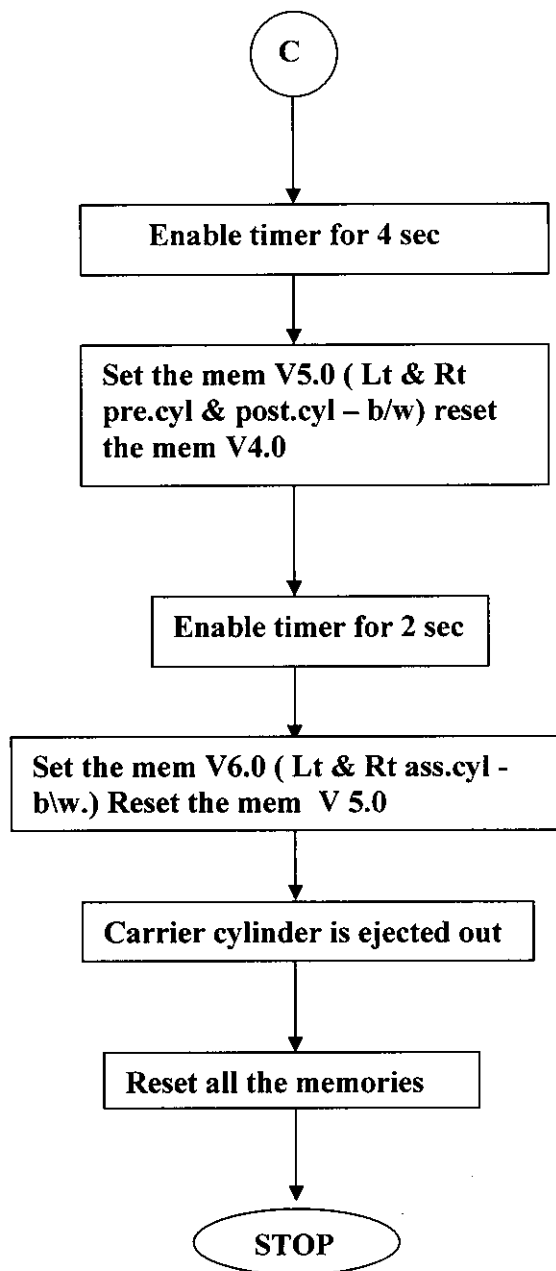 C
Enable timer for 4 sec
Set the mem V5.0 ( Lt & Rt
pre.cyl & post.cyl – b/w) reset
the mem V4.0
Enable timer for 2 sec
Set the mem V6.0 ( Lt & Rt ass.cyl -
b\w.) Reset the mem V 5.0
Carrier cylinder is ejected out
Reset all the memories
STOP